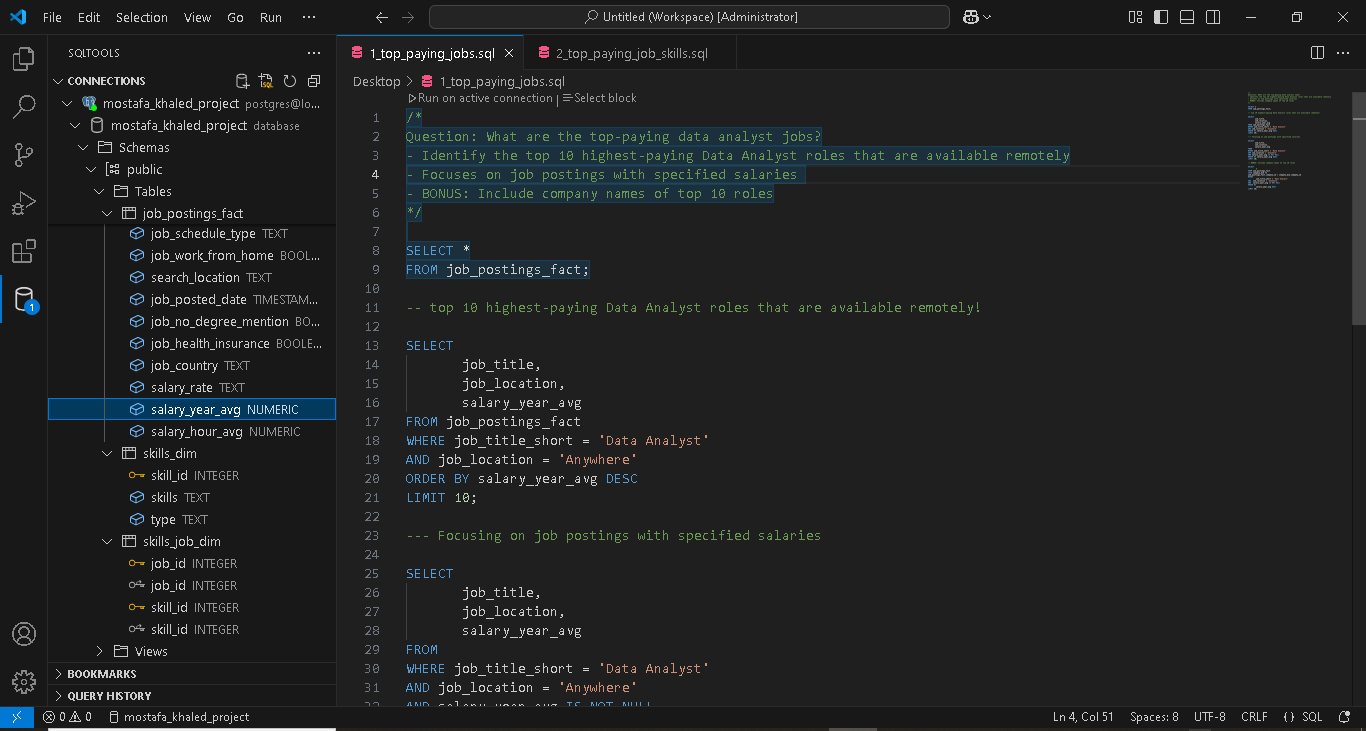 File Edit Selection View Go Run ··· Untitled (Workspace) [Administrator]
SQLTOOLS ···
CONNECTIONS
mostafa_khaled_project postgres@lo...
mostafa_khaled_project database
Schemas
public
Tables
job_postings_fact
job_schedule_type TEXT
job_work_from_home BOOL...
search_location TEXT
job_posted_date TIMESTAM...
job_no_degree_mention BO...
job_health_insurance BOOLE...
job_country TEXT
salary_rate TEXT
salary_year_avg NUMERIC
salary_hour_avg NUMERIC
skills_dim
skill_id INTEGER
skills TEXT
type TEXT
skills_job_dim
job_id INTEGER
job_id INTEGER
skill_id INTEGER
skill_id INTEGER
Views
BOOKMARKS
QUERY HISTORY
1
1_top_paying_jobs.sql 2_top_paying_job_skills.sql
Desktop > 1_top_paying_jobs.sql
Run on active connection | Select block
1 /*
2 Question: What are the top-paying data analyst jobs?
3 - Identify the top 10 highest-paying Data Analyst roles that are available remotely
4 - Focuses on job postings with specified salaries
5 - BONUS: Include company names of top 10 roles
6 */
7
8 SELECT *
9 FROM job_postings_fact;
10
11 -- top 10 highest-paying Data Analyst roles that are available remotely!
12
13 SELECT
14 job_title,
15 job_location,
16 salary_year_avg
17 FROM job_postings_fact
18 WHERE job_title_short = 'Data Analyst'
19 AND job_location = 'Anywhere'
20 ORDER BY salary_year_avg DESC
21 LIMIT 10;
22
23 --- Focusing on job postings with specified salaries
24
25 SELECT
26 job_title,
27 job_location,
28 salary_year_avg
29 FROM
30 WHERE job_title_short = 'Data Analyst'
31 AND job_location = 'Anywhere'
32 AND salary_year_avg IS NOT NULL
0 0 mostafa_khaled_project Ln 4, Col 51 Spaces: 8 UTF-8 CRLF {} SQL